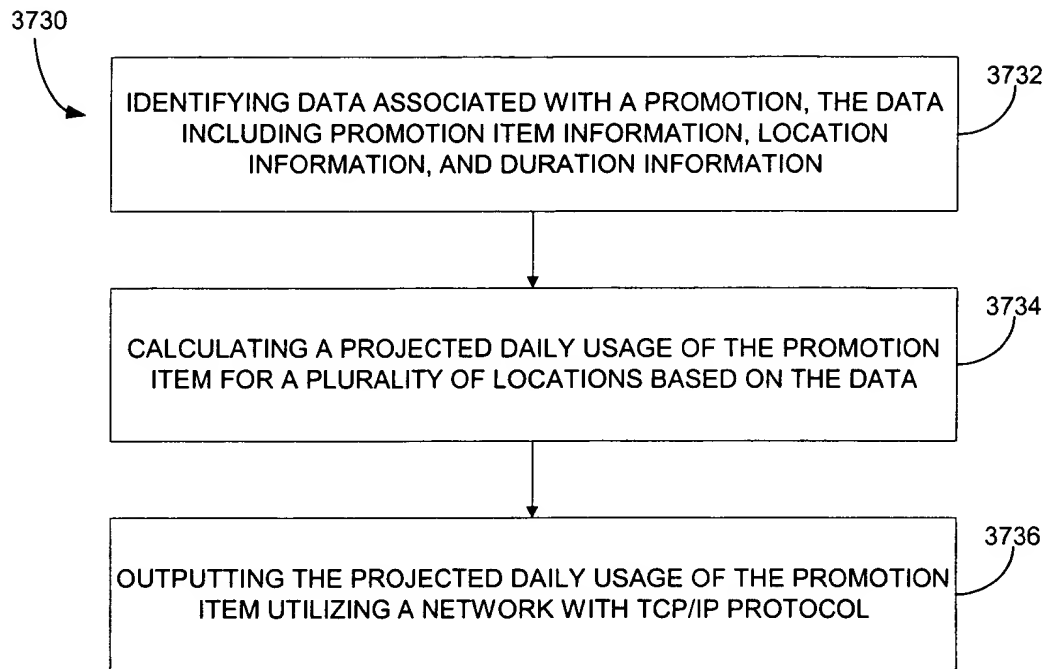 3730
3732
IDENTIFYING DATA ASSOCIATED WITH A PROMOTION, THE DATA
INCLUDING PROMOTION ITEM INFORMATION, LOCATION
INFORMATION, AND DURATION INFORMATION
3734
CALCULATING A PROJECTED DAILY USAGE OF THE PROMOTION
ITEM FOR A PLURALITY OF LOCATIONS BASED ON THE DATA
3736
OUTPUTTING THE PROJECTED DAILY USAGE OF THE PROMOTION
ITEM UTILIZING A NETWORK WITH TCP/IP PROTOCOL